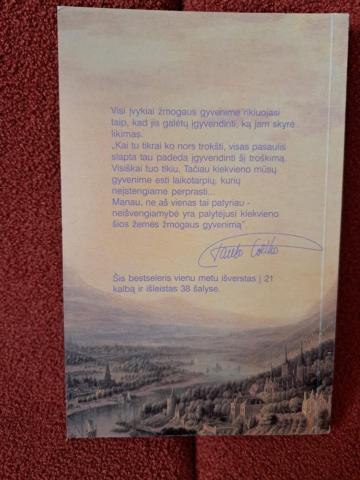 Visi įvykiai žmogaus gyvenime rikiuojasi
taip, kad jis galėtų įgyvendinti, ką jam skyrė
likimas.
„Kai tu tikrai ko nors trokšti, visas pasaulis
slapta tau padeda įgyvendinti šį troškimą.
Visiškai tuo tikiu. Tačiau kiekvieno mūsų
gyvenime esti laikotarpių, kurių
neįstengiame perprasti...
Manau, ne aš vienas tai patyriau -
neišvengiamybė yra palytėjusi kiekvieno
šios žemės žmogaus gyvenimą”.
Paulo Coelho
Šis bestseleris vienu metu išverstas į 21
kalbą ir išleistas 38 šalyse.